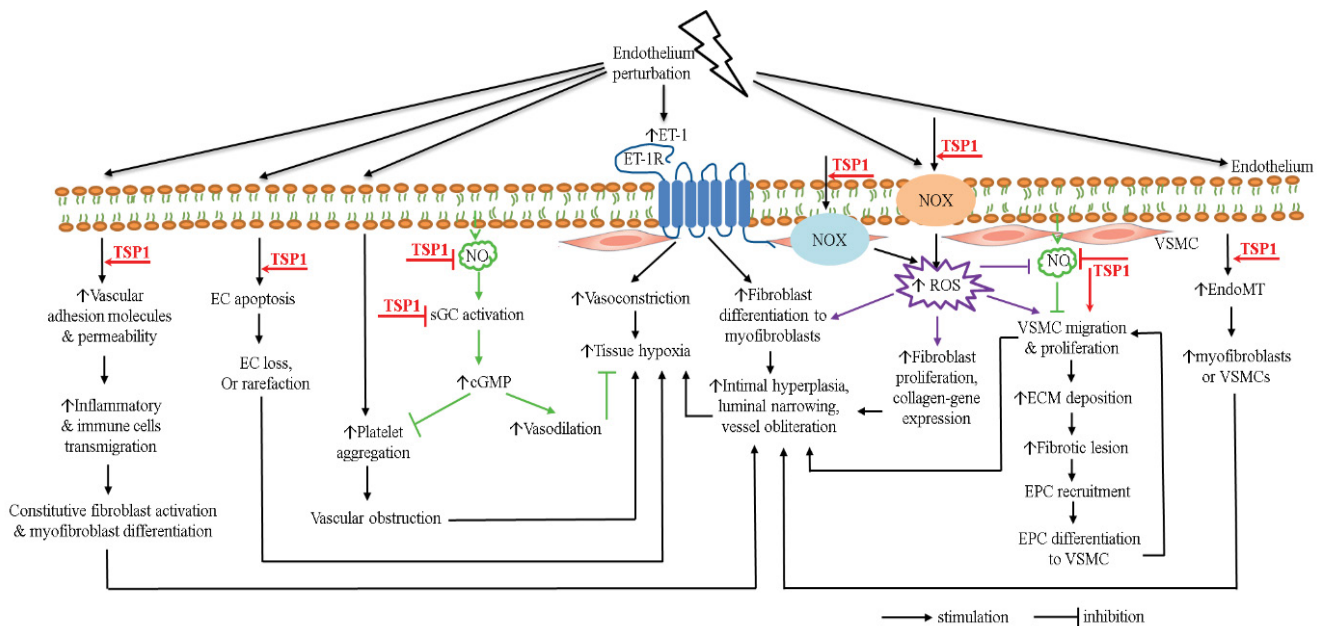 Endothelium
perturbation
↑ET-1
ET-1R
TSP1
TSP1
Endothelium
NOX
NOX
VSMC
TSP1
↑Vascular
adhesion molecules
& permeability
↑Inflammatory
& immune cells
transmigration
Constitutive fibroblast activation
& myofibroblast differentiation
TSP1
EC apoptosis
EC loss,
Or rarefaction
↑Platelet
aggregation
Vascular obstruction
TSP1
NO
TSP1
sGC activation
↑cGMP
↑Vasodilation
↑Vasoconstriction
↑Tissue hypoxia
↑Fibroblast
differentiation to
myofibroblasts
↑Intimal hyperplasia,
luminal narrowing,
vessel obliteration
↑ ROS
↑Fibroblast
proliferation,
collagen-gene
expression
NO
TSP1
VSMC migration
& proliferation
↑ECM deposition
↑Fibrotic lesion
EPC recruitment
EPC differentiation
to VSMC
TSP1
↑EndoMT
↑myofibroblasts
or VSMCs
stimulation
inhibition